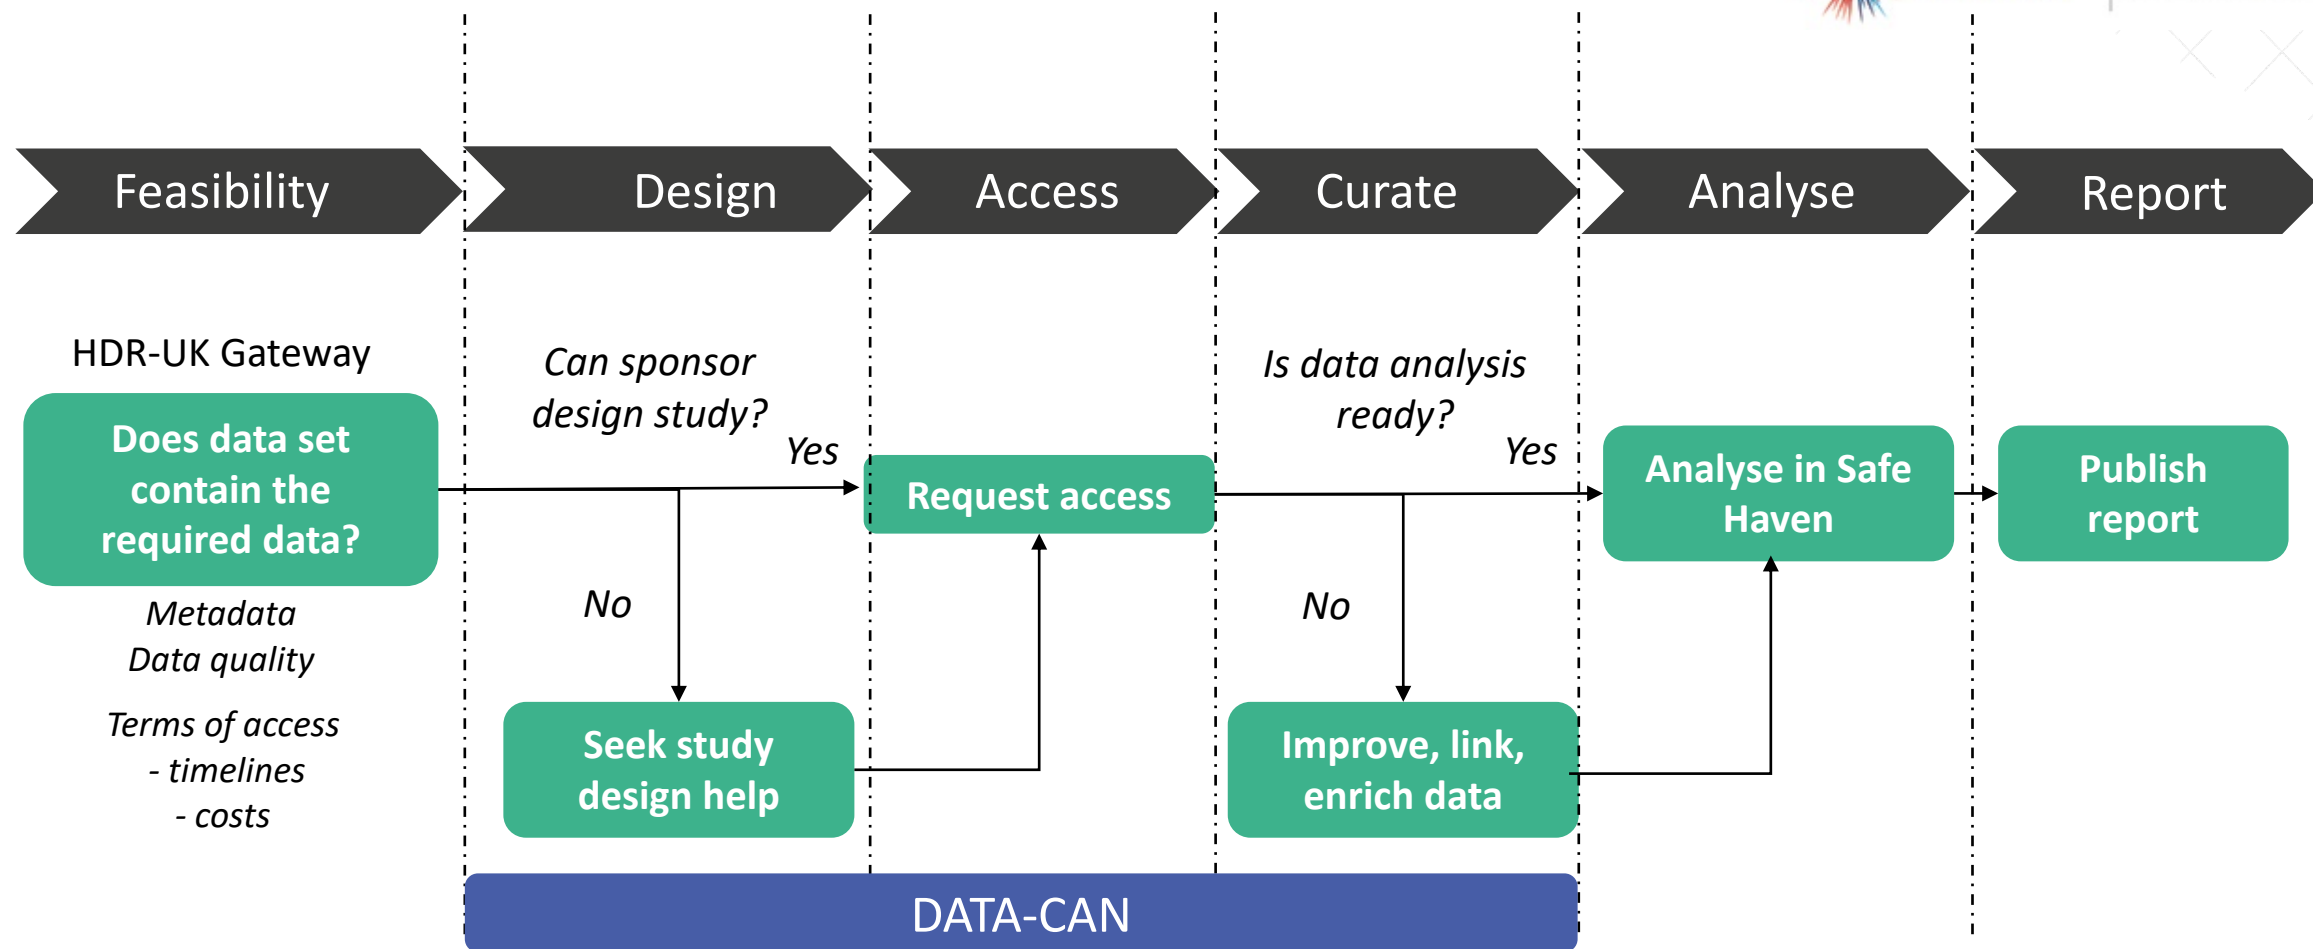 Feasibility
Design
Access
Curate
Analyse
Report
HDR-UK Gateway
Does data set
contain the
required data?
Metadata
Data quality
Terms of access
- timelines
- costs
Can sponsor
design study?
Yes
No
Seek study
design help
Request access
Is data analysis
ready?
Yes
No
Improve, link,
enrich data
Analyse in Safe
Haven
Publish
report
DATA-CAN